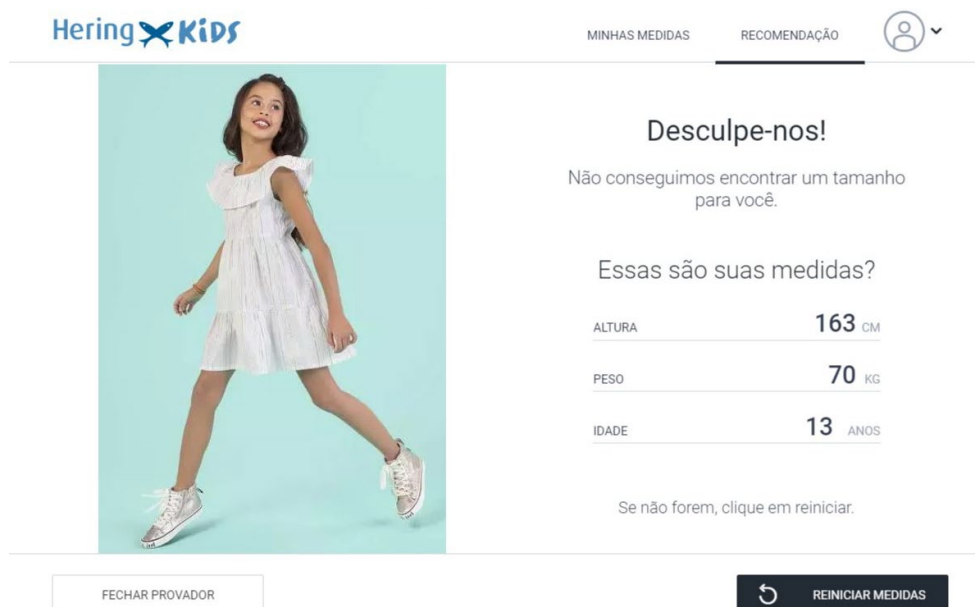 Hering KiDS
MINHAS MEDIDAS
RECOMENDAÇÃO
Desculpe-nos!
Não conseguimos encontrar um tamanho
para você.
Essas são suas medidas?
ALTURA 163 CM
PESO 70 KG
IDADE 13 ANOS
Se não forem, clique em reiniciar.
FECHAR PROVADOR
REINICIAR MEDIDAS